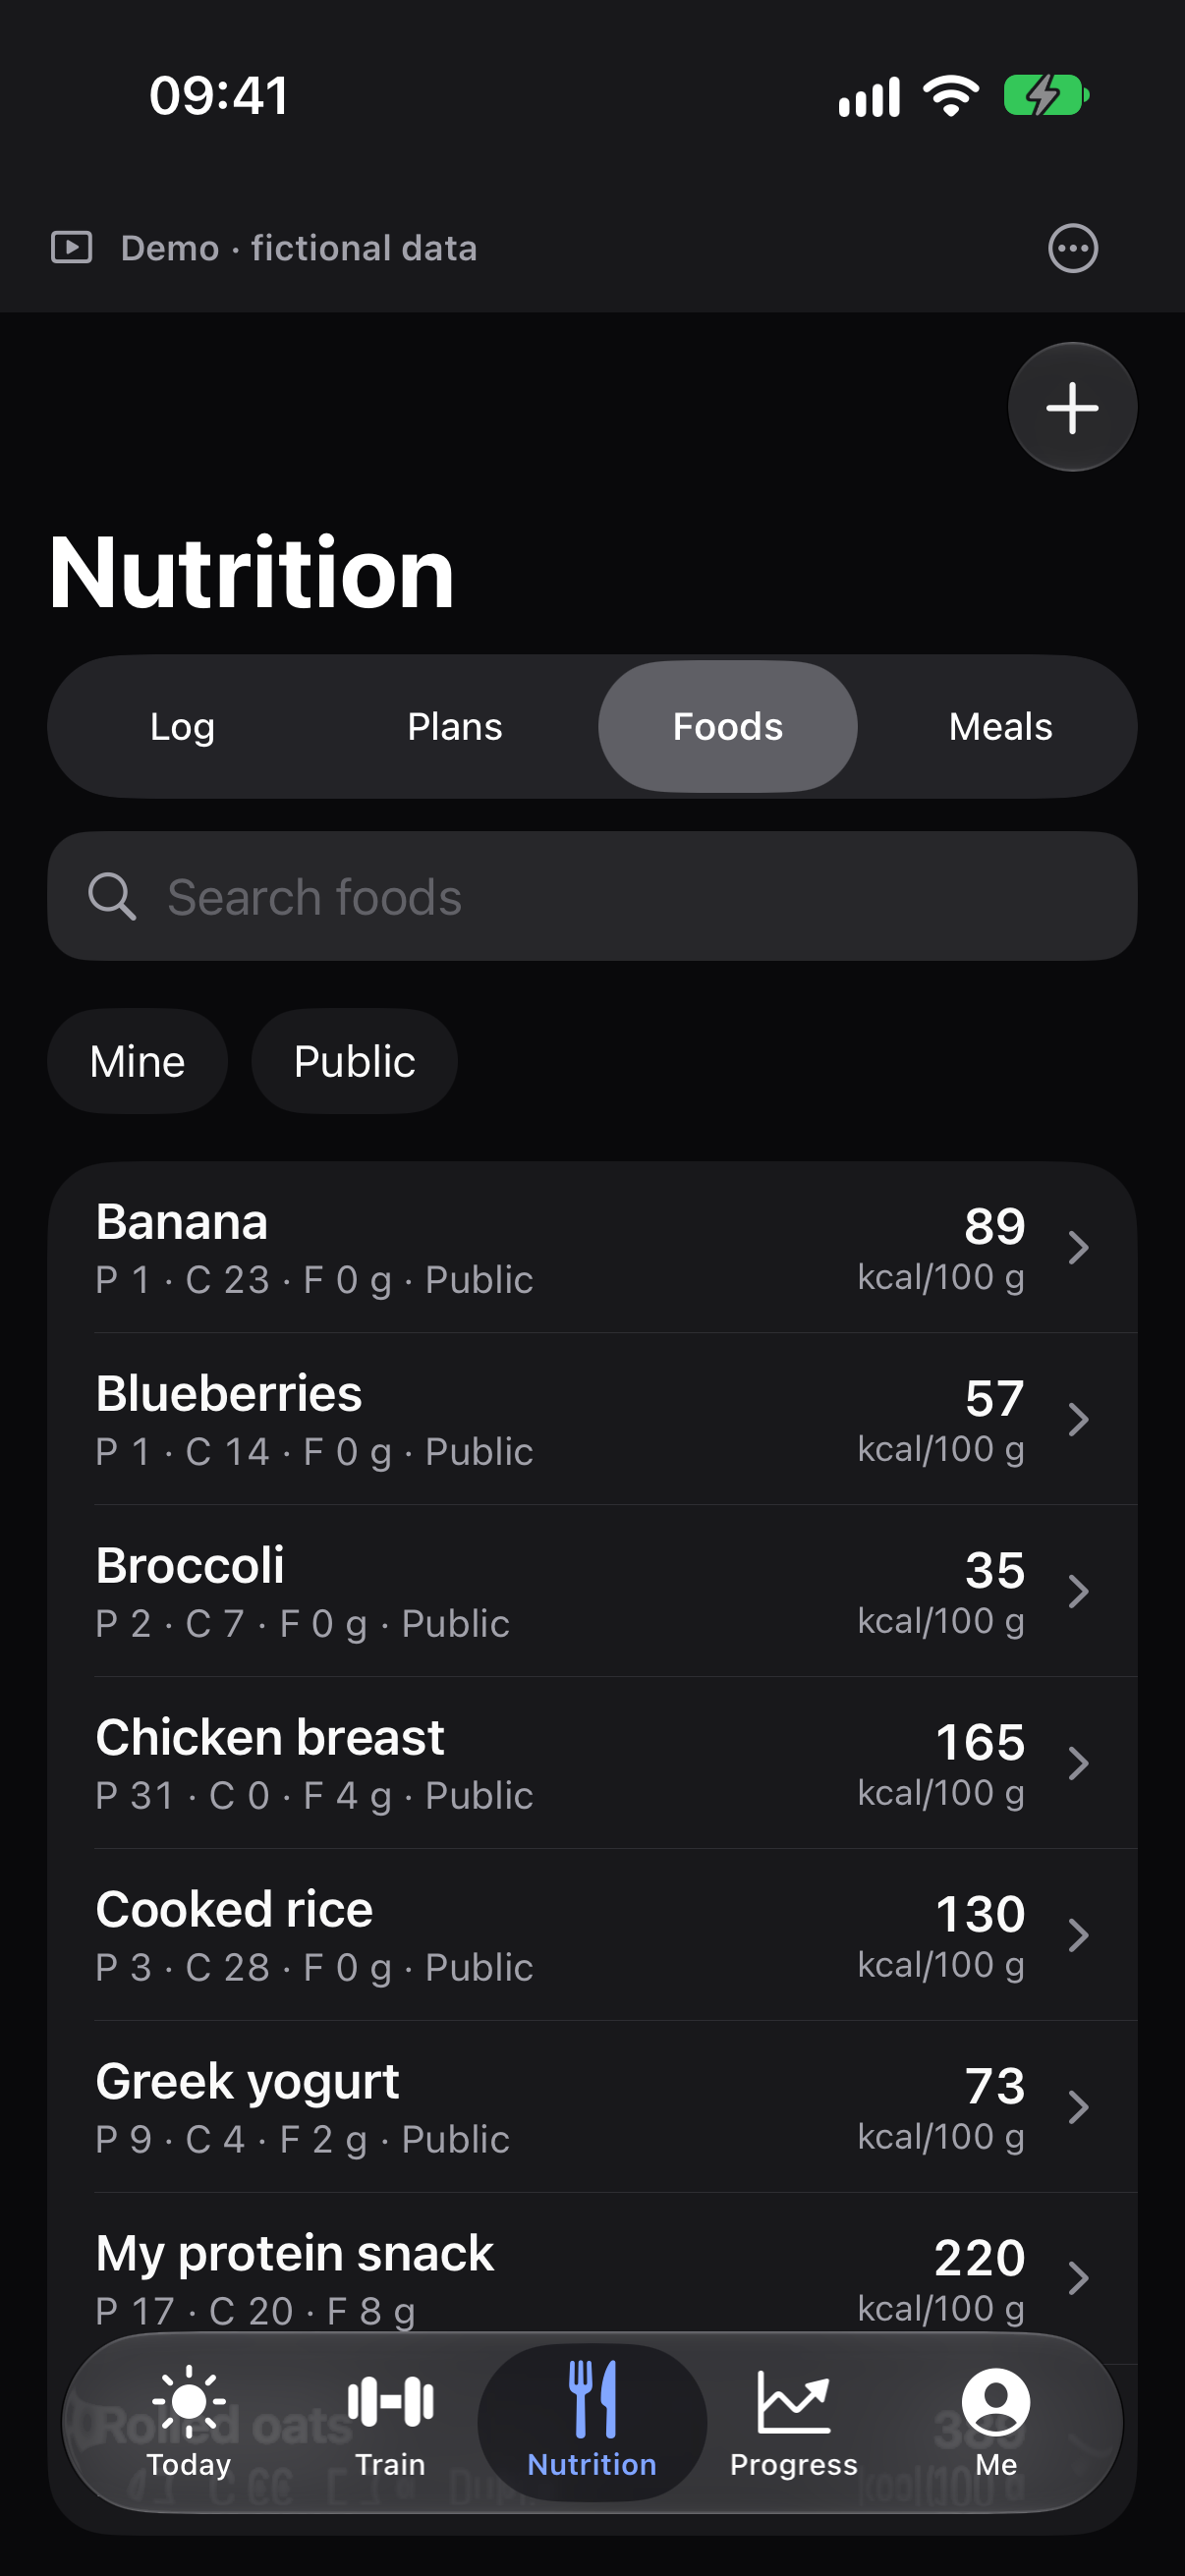 09:41
Demo · fictional data
Nutrition
Log Plans Foods Meals
Search foods
Mine Public
Banana 89
P 1 · C 23 · F 0 g · Public kcal/100 g
Blueberries 57
P 1 · C 14 · F 0 g · Public kcal/100 g
Broccoli 35
P 2 · C 7 · F 0 g · Public kcal/100 g
Chicken breast 165
P 31 · C 0 · F 4 g · Public kcal/100 g
Cooked rice 130
P 3 · C 28 · F 0 g · Public kcal/100 g
Greek yogurt 73
P 9 · C 4 · F 2 g · Public kcal/100 g
My protein snack 220
P 17 · C 20 · F 8 g kcal/100 g
Rolled oats
Today Train Nutrition Progress Me